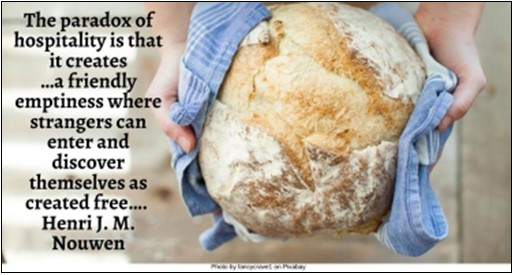 The paradox of
hospitality is that
it creates
...a friendly
emptiness where
strangers can
enter and
discover
themselves as
created free....
Henri J. M.
Nouwen
Photo by fancycrave1, on Pixabay